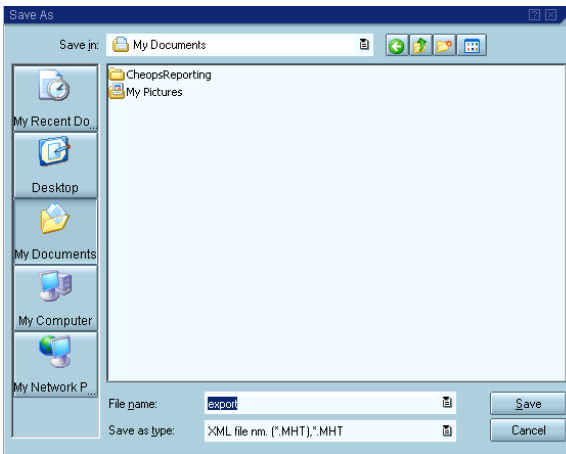 Save As
Save in: My Documents
CheopsReporting
My Pictures
My Recent Do...
Desktop
My Documents
My Computer
My Network P...
File name: export Save
Save as type: XML file nm. (*.MHT),*.MHT Cancel